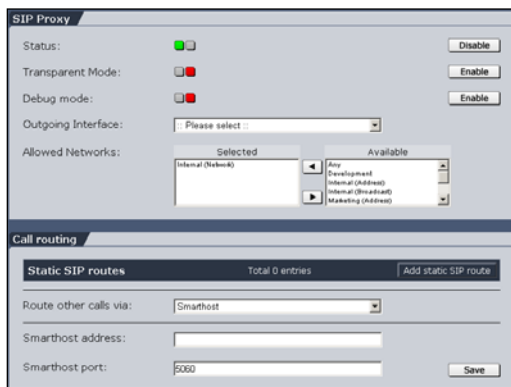 SIP Proxy
Status: Disable
Transparent Mode: Enable
Debug mode: Enable
Outgoing Interface: :: Please select ::
Allowed Networks: Selected Available
Internal (Network)
Any
Development
Internal (Address)
Internal (Broadcast)
Marketing (Address)
Call routing
Static SIP routes Total 0 entries Add static SIP route
Route other calls via: Smarthost
Smarthost address:
Smarthost port: 5060 Save